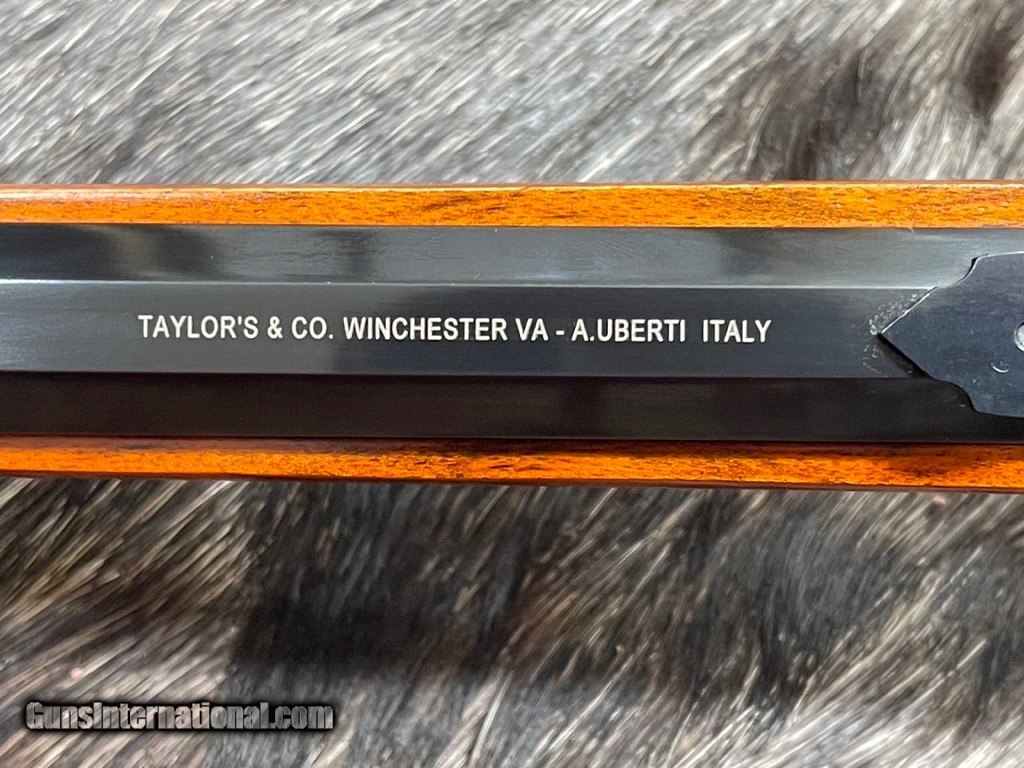 TAYLOR'S & CO. WINCHESTER VA - A.UBERTI ITALY
GunsInternational.com